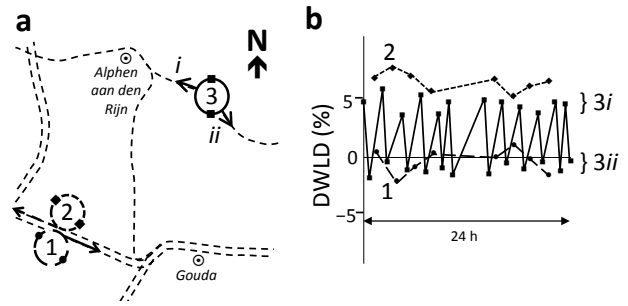 a
N
i
Alphen
aan den
Rijn
3
ii
2
1
Gouda
b
DWLD (%)
5
0
−5
2
1
} 3i
} 3ii
24 h